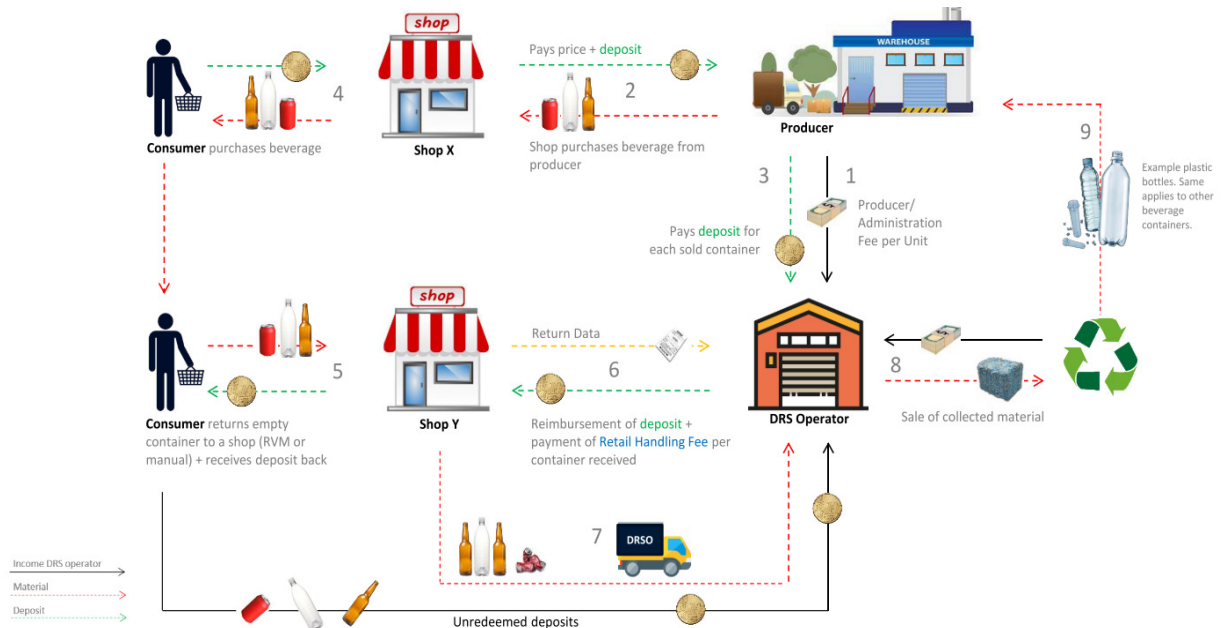 shop
Pays price + deposit
WAREHOUSE
4
2
Consumer purchases beverage
Shop X
Shop purchases beverage from
producer
Producer
9
Example plastic
bottles. Same
applies to other
beverage
containers.
3
1
Producer/
Administration
Fee per Unit
Pays deposit for
each sold container
shop
Return Data
5
6
8
Consumer returns empty
container to a shop (RVM or
manual) + receives deposit back
Shop Y
Reimbursement of deposit +
payment of Retail Handling Fee per
container received
DRS Operator
Sale of collected material
7
DRSO
Income DRS operator
Material
Deposit
Unredeemed deposits